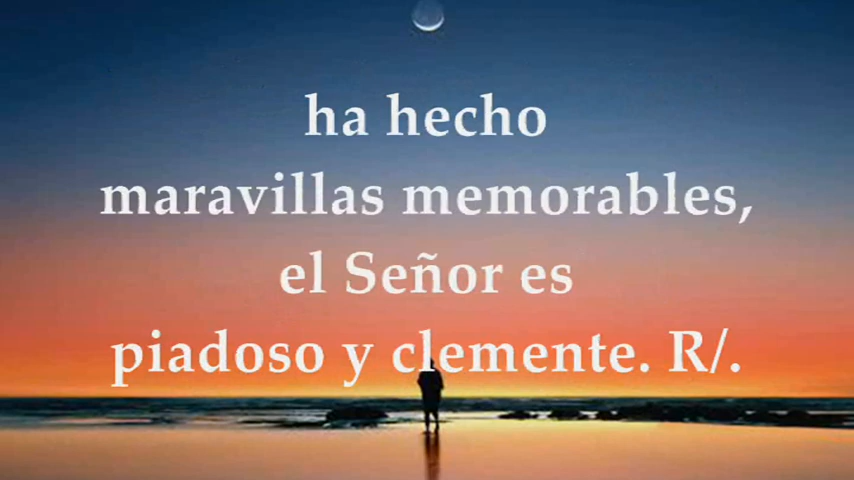 ha hecho
maravillas memorables,
el Señor es
piadoso y clemente. R/.